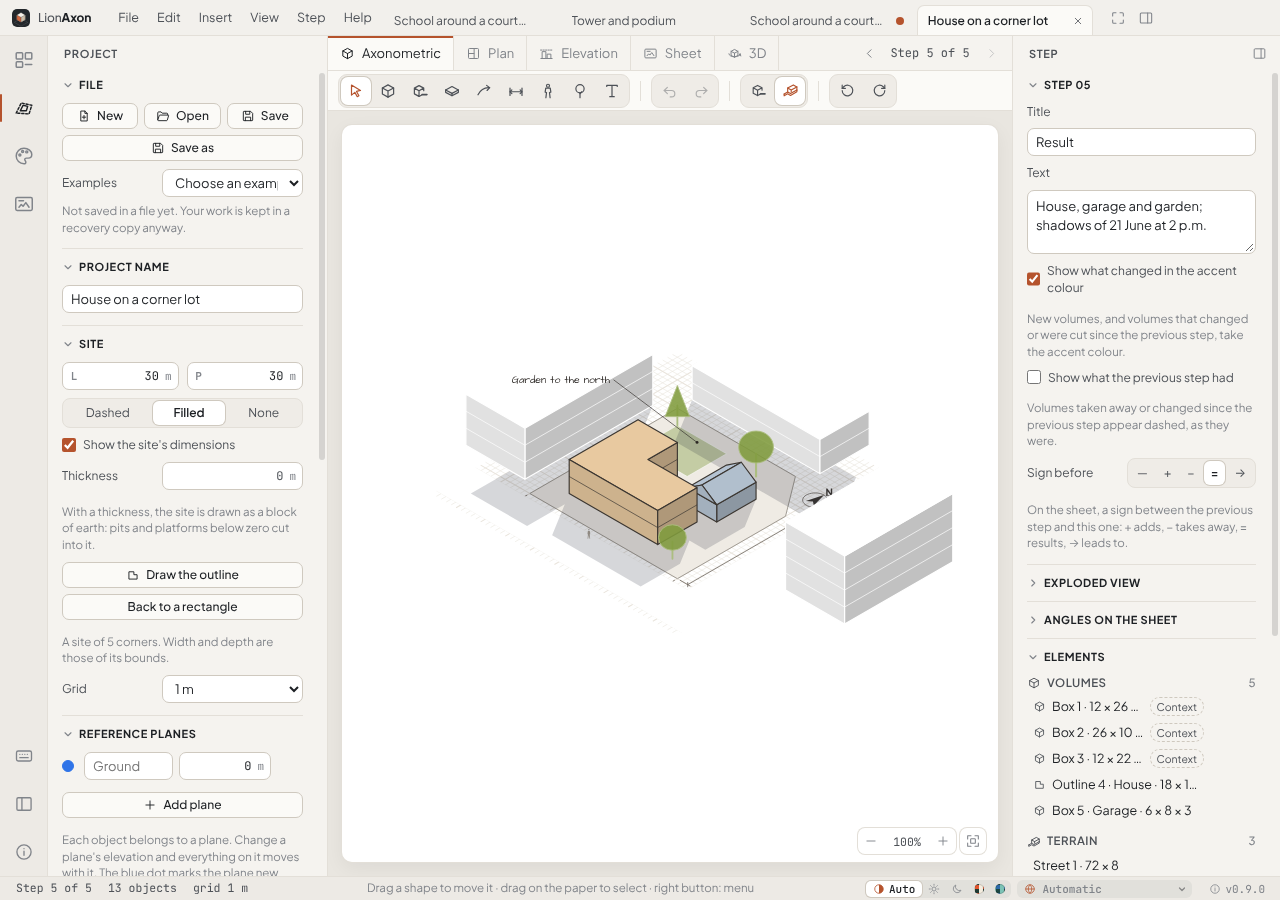 LionAxon
File Edit Insert View Step Help
School around a court…
Tower and podium
School around a court…
House on a corner lot
PROJECT
FILE
New
Open
Save
Save as
Examples
Choose an examp
Not saved in a file yet. Your work is kept in a
recovery copy anyway.
PROJECT NAME
House on a corner lot
SITE
L 30 m
P 30 m
Dashed Filled None
Show the site's dimensions
Thickness 0 m
With a thickness, the site is drawn as a block
of earth: pits and platforms below zero cut
into it.
Draw the outline
Back to a rectangle
A site of 5 corners. Width and depth are
those of its bounds.
Grid 1 m
REFERENCE PLANES
Ground 0 m
Add plane
Each object belongs to a plane. Change a
plane's elevation and everything on it moves
with it. The blue dot marks the plane new
Axonometric
Plan
Elevation
Sheet
3D
Step 5 of 5
Garden to the north
N
100%
STEP
STEP 05
Title
Result
Text
House, garage and garden;
shadows of 21 June at 2 p.m.
Show what changed in the accent
colour
New volumes, and volumes that changed
or were cut since the previous step, take
the accent colour.
Show what the previous step had
Volumes taken away or changed since the
previous step appear dashed, as they
were.
Sign before — + − = →
On the sheet, a sign between the previous
step and this one: + adds, − takes away, =
results, → leads to.
EXPLODED VIEW
ANGLES ON THE SHEET
ELEMENTS
VOLUMES 5
Box 1 · 12 × 26 … Context
Box 2 · 26 × 10 … Context
Box 3 · 12 × 22 … Context
Outline 4 · House · 18 × 1…
Box 5 · Garage · 6 × 8 × 3
TERRAIN 3
Street 1 · 72 × 8
Step 5 of 5 13 objects grid 1 m
Drag a shape to move it · drag on the paper to select · right button: menu
Auto
Automatic
v0.9.0